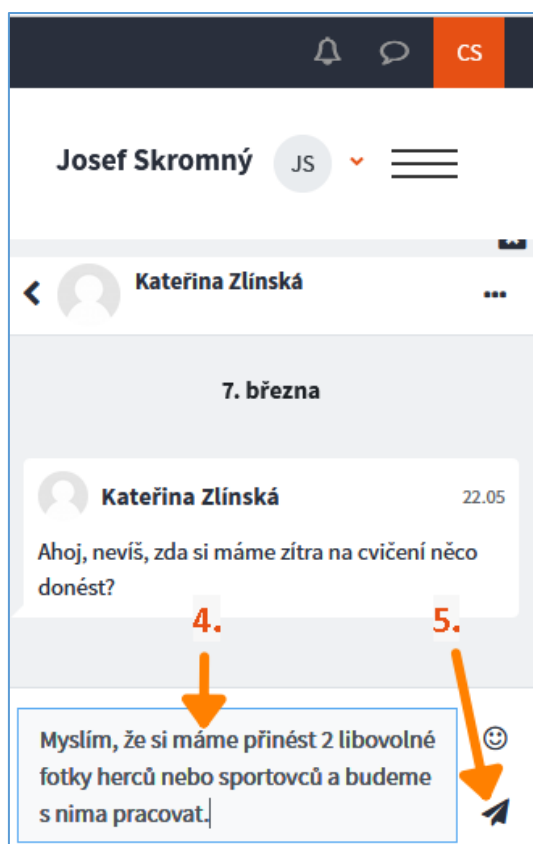 CS
Josef Skromný JS
Kateřina Zlínská
7. března
Kateřina Zlínská 22.05
Ahoj, nevíš, zda si máme zítra na cvičení něco
donést?
4. 5.
Myslím, že si máme přinést 2 libovolné
fotky herců nebo sportovců a budeme
s nima pracovat.